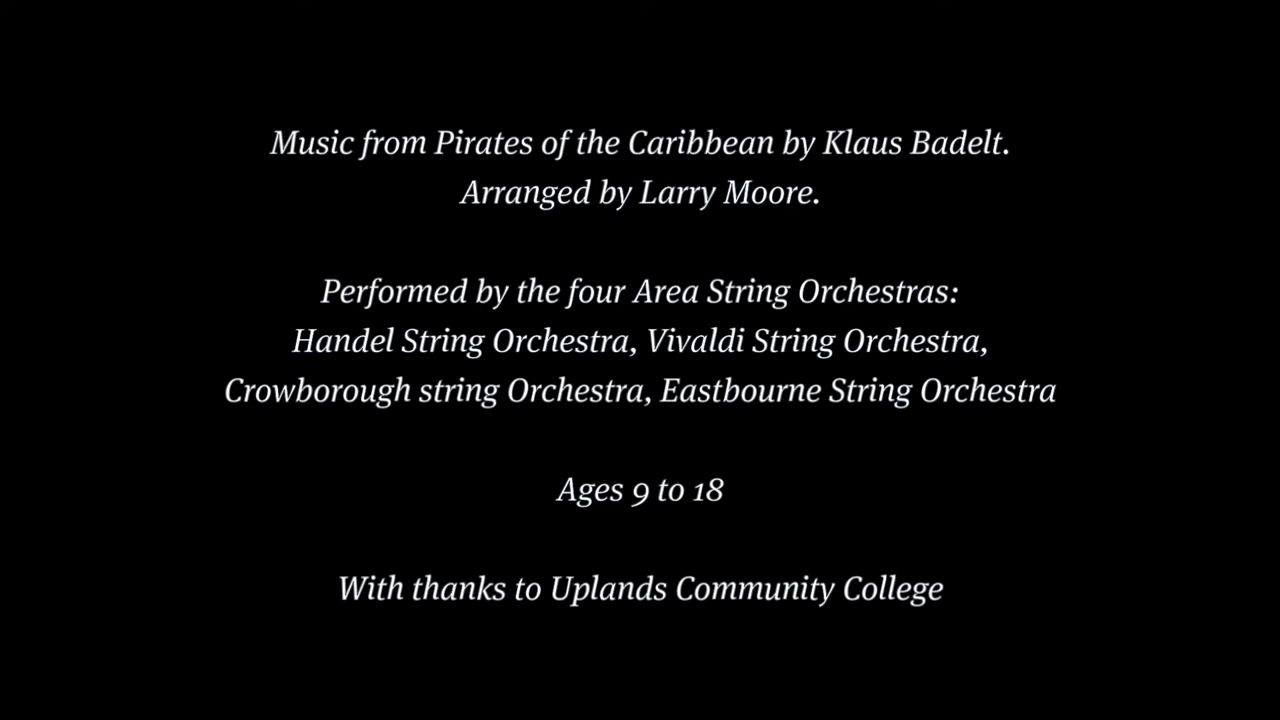 Music from Pirates of the Caribbean by Klaus Badelt.
Arranged by Larry Moore.
Performed by the four Area String Orchestras:
Handel String Orchestra, Vivaldi String Orchestra,
Crowborough string Orchestra, Eastbourne String Orchestra
Ages 9 to 18
With thanks to Uplands Community College